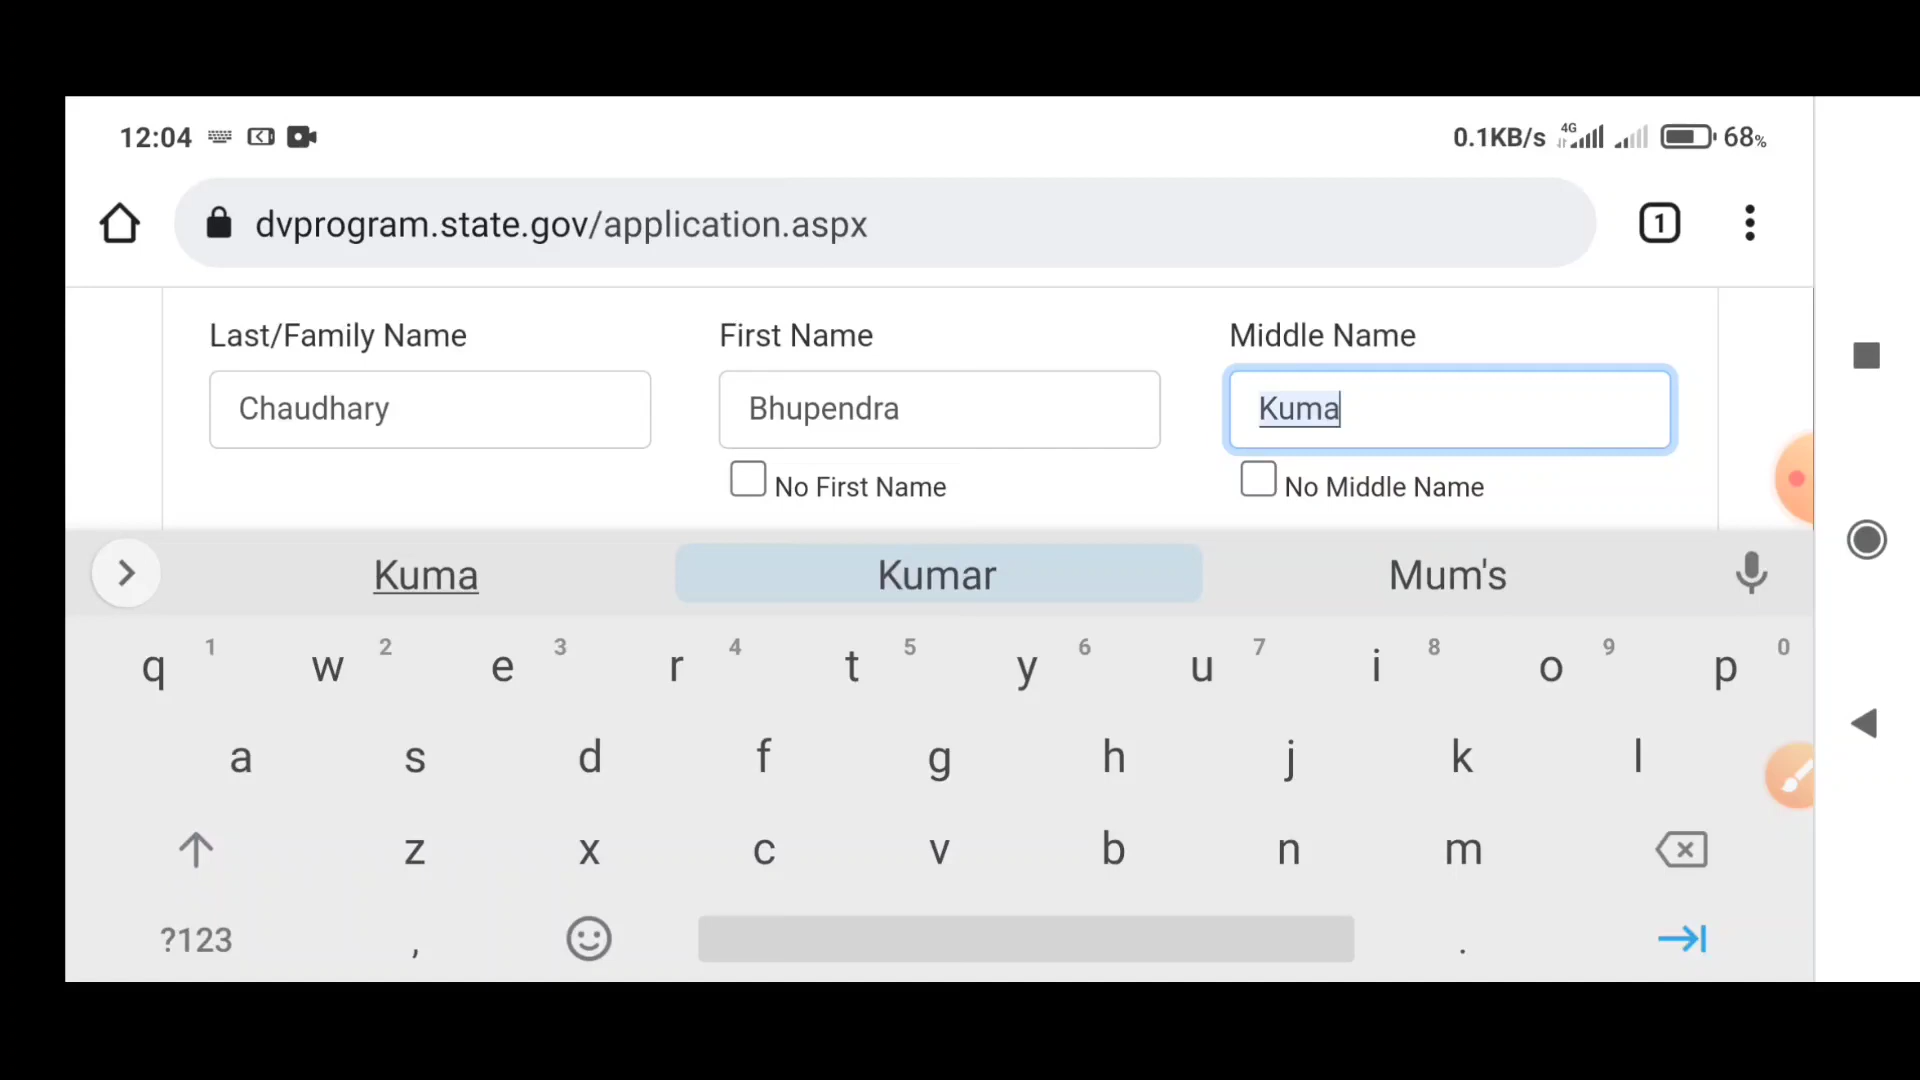 12:04 0.1KB/s 4G 68%
dvprogram.state.gov/application.aspx 1
Last/Family Name First Name Middle Name
Chaudhary Bhupendra Kuma
No First Name No Middle Name
Kuma Kumar Mum's
q 1 w 2 e 3 r 4 t 5 y 6 u 7 i 8 o 9 p 0
a s d f g h j k l
z x c v b n m
?123 , .